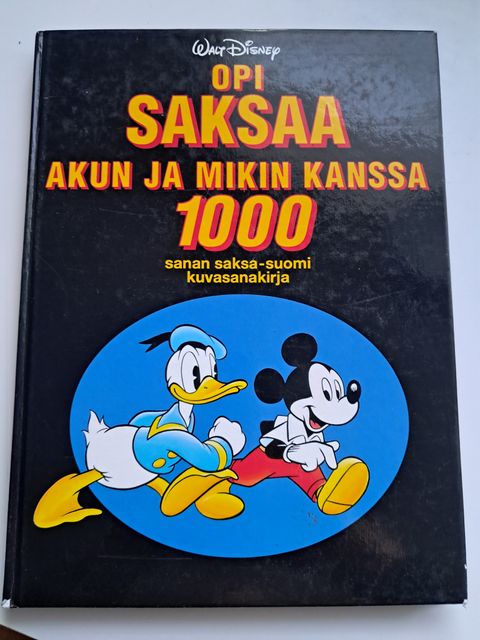 Walt Disney
OPI
SAKSAA
AKUN JA MIKIN KANSSA
1000
sanan saksa-suomi
kuvasanakirja